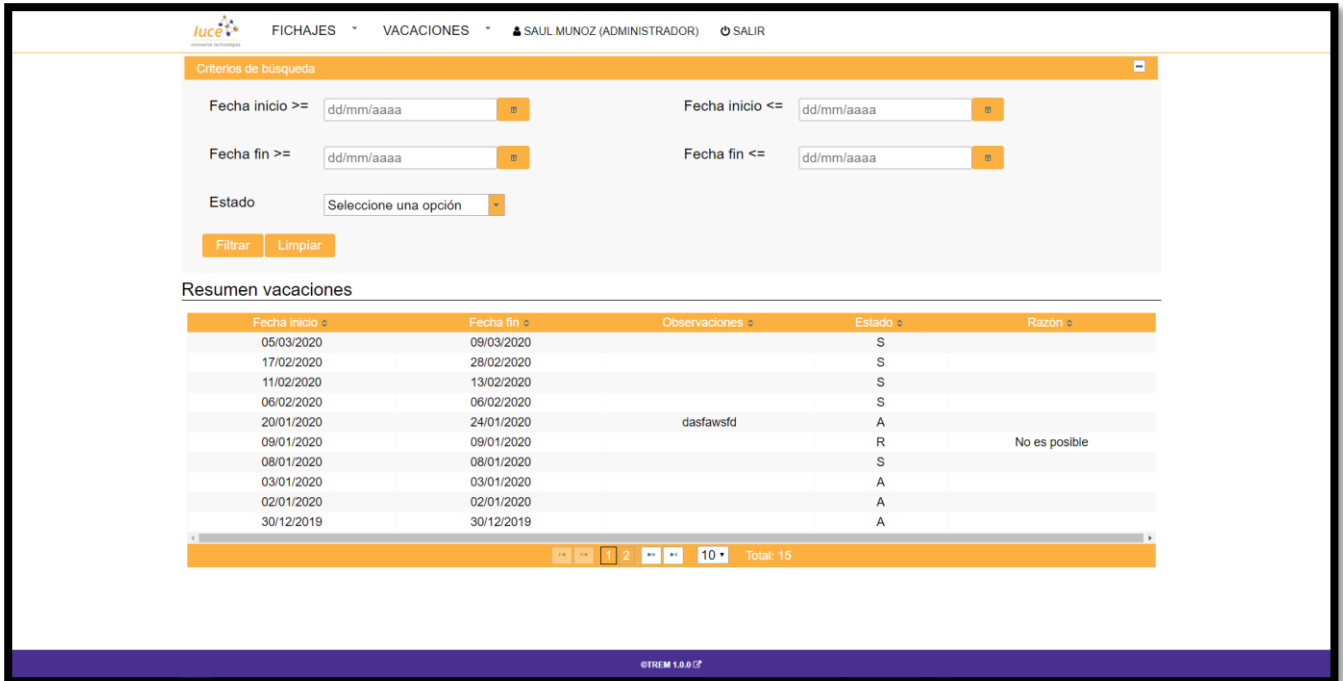 luce
innovative technologies
FICHAJES VACACIONES SAUL.MUNOZ (ADMINISTRADOR) SALIR
Criterios de búsqueda
Fecha inicio >= dd/mm/aaaa Fecha inicio <= dd/mm/aaaa
Fecha fin >= dd/mm/aaaa Fecha fin <= dd/mm/aaaa
Estado Seleccione una opción
Filtrar Limpiar
Resumen vacaciones
Fecha inicio Fecha fin Observaciones Estado Razón
05/03/2020 09/03/2020 S
17/02/2020 28/02/2020 S
11/02/2020 13/02/2020 S
06/02/2020 06/02/2020 S
20/01/2020 24/01/2020 dasfawsfd A
09/01/2020 09/01/2020 R No es posible
08/01/2020 08/01/2020 S
03/01/2020 03/01/2020 A
02/01/2020 02/01/2020 A
30/12/2019 30/12/2019 A
1 2 10 Total: 15
©TREM 1.0.0